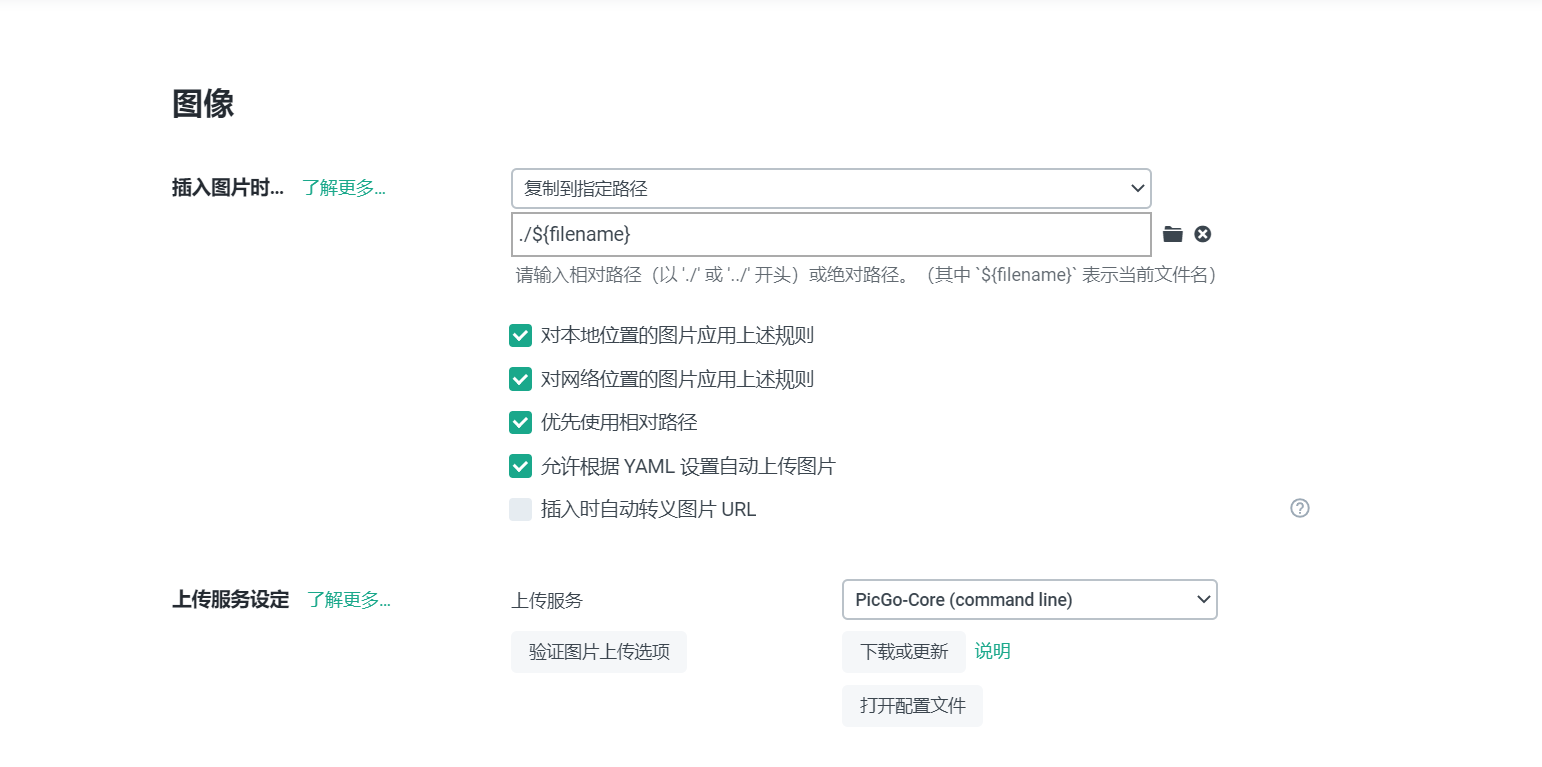 图像
插入图片时... 了解更多... 复制到指定路径
./${filename}
请输入相对路径（以 './' 或 '../' 开头）或绝对路径。（其中 `${filename}` 表示当前文件名）
对本地位置的图片应用上述规则
对网络位置的图片应用上述规则
优先使用相对路径
允许根据 YAML 设置自动上传图片
插入时自动转义图片 URL
上传服务设定 了解更多... 上传服务 PicGo-Core (command line)
验证图片上传选项 下载或更新 说明
打开配置文件